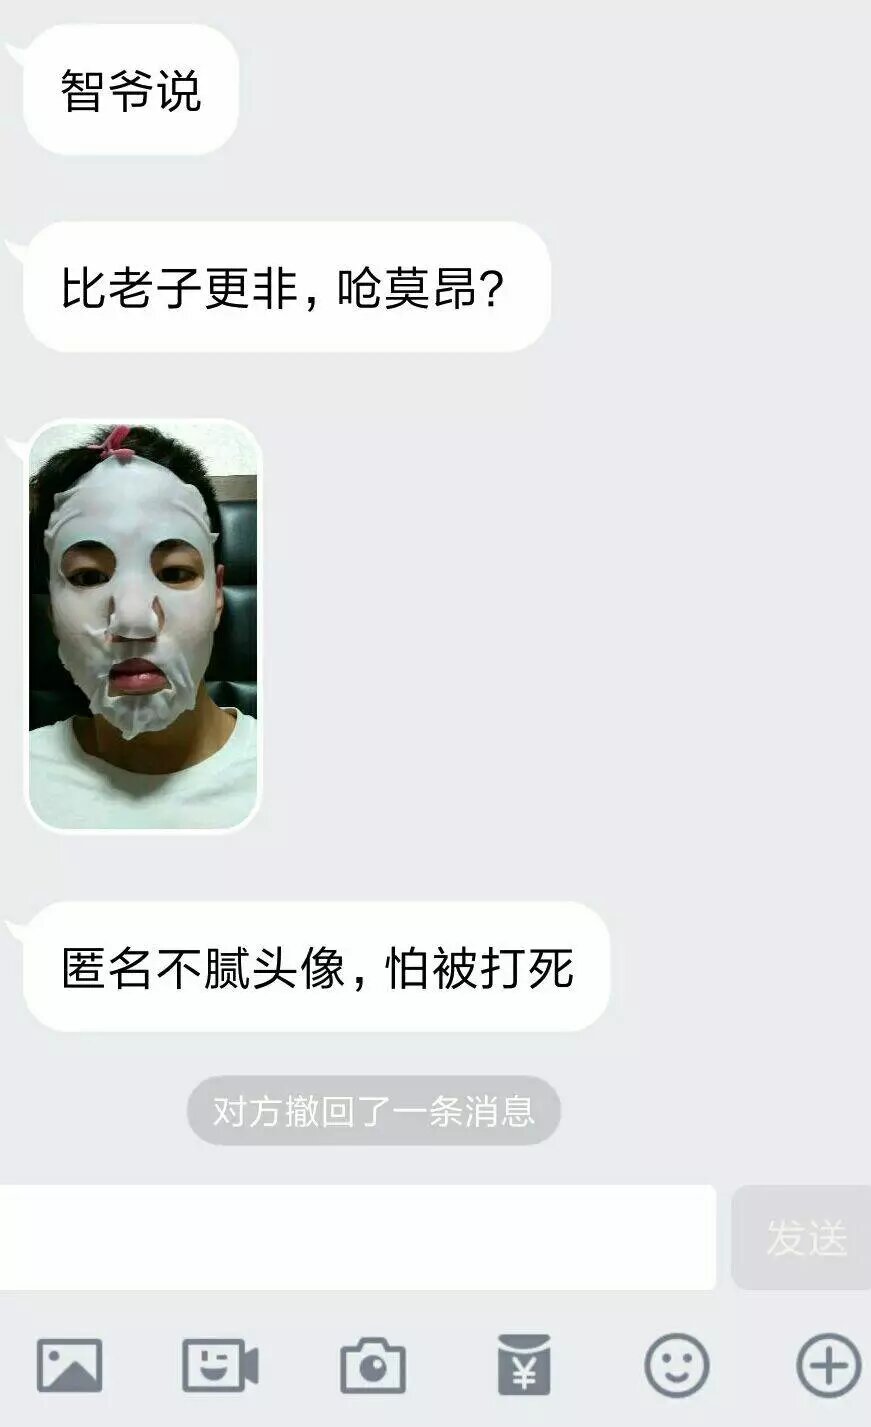 智爷说
比老子更非，呛莫昂？
匿名不腻头像，怕被打死
对方撤回了一条消息
发送